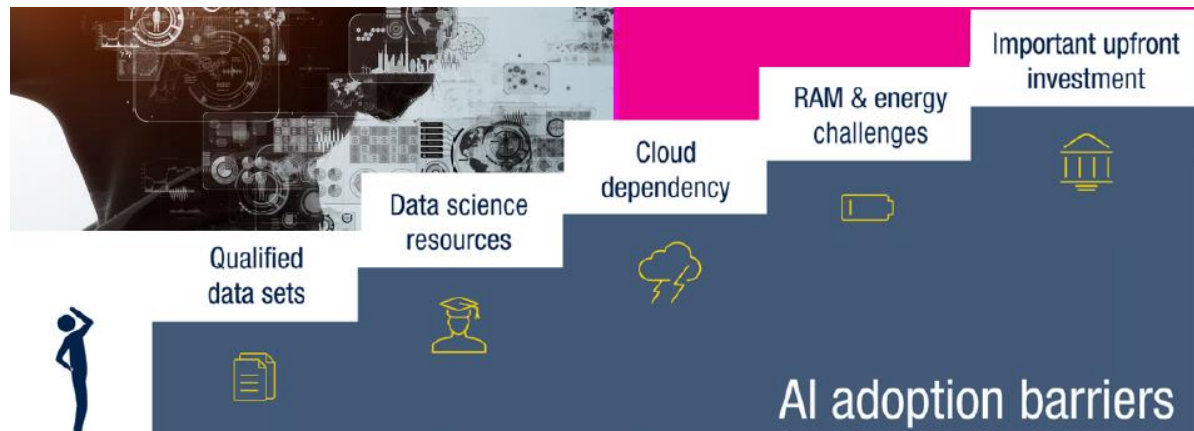 Important upfront
investment
RAM & energy
challenges
Cloud
dependency
Data science
resources
Qualified
data sets
AI adoption barriers